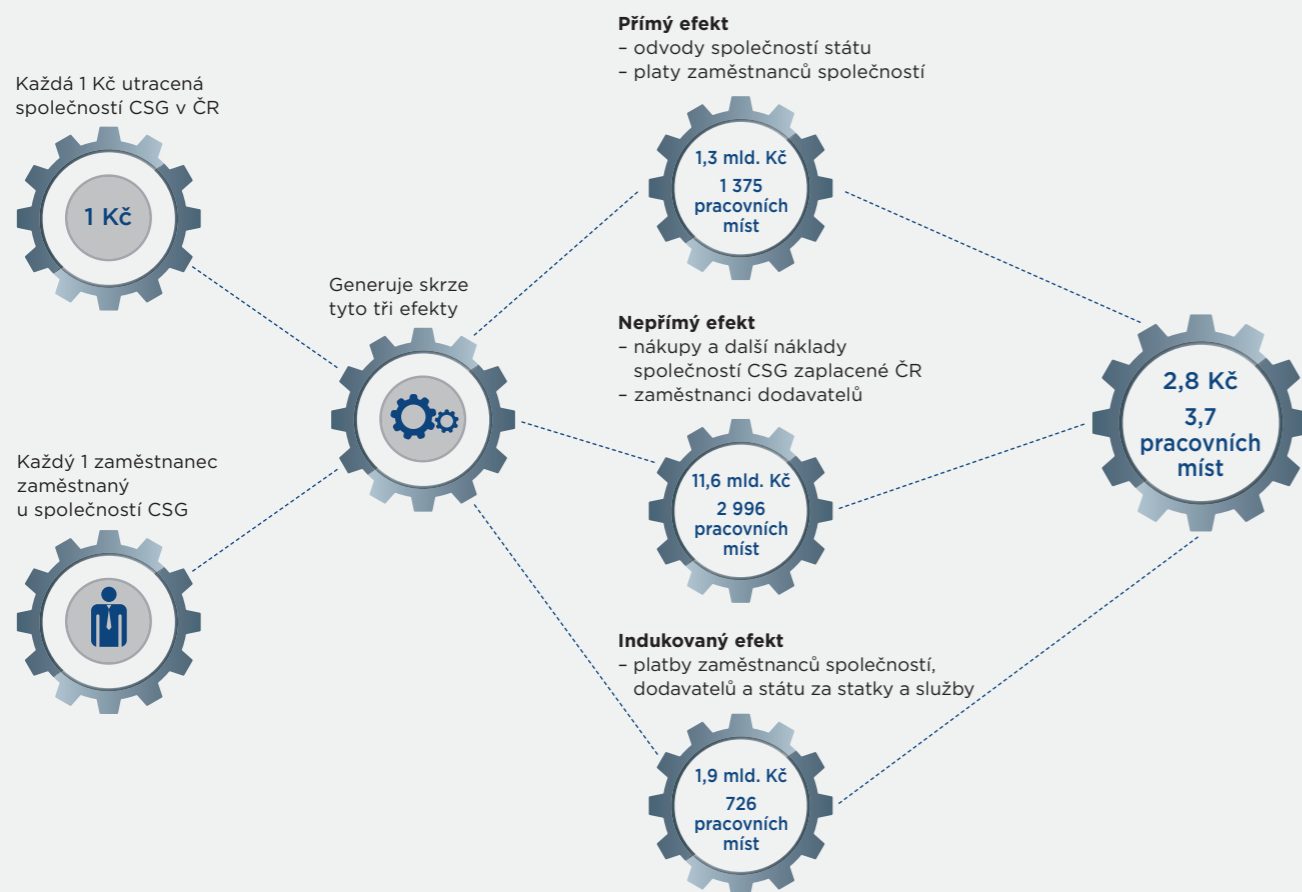 Každá 1 Kč utracená
společností CSG v ČR
1 Kč
Každý 1 zaměstnanec
zaměstnaný
u společností CSG
Generuje skrze
tyto tři efekty
Přímý efekt
– odvody společností státu
– platy zaměstnanců společností
1,3 mld. Kč
1 375
pracovních
míst
Nepřímý efekt
– nákupy a další náklady
společností CSG zaplacené ČR
– zaměstnanci dodavatelů
11,6 mld. Kč
2 996
pracovních
míst
Indukovaný efekt
– platby zaměstnanců společností,
dodavatelů a státu za statky a služby
1,9 mld. Kč
726
pracovních
míst
2,8 Kč
3,7
pracovních
míst